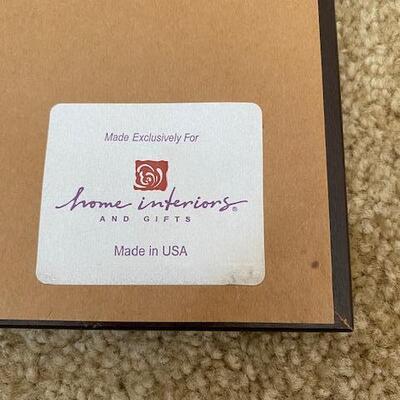 Made Exclusively For
home interiors®
AND GIFTS
Made in USA